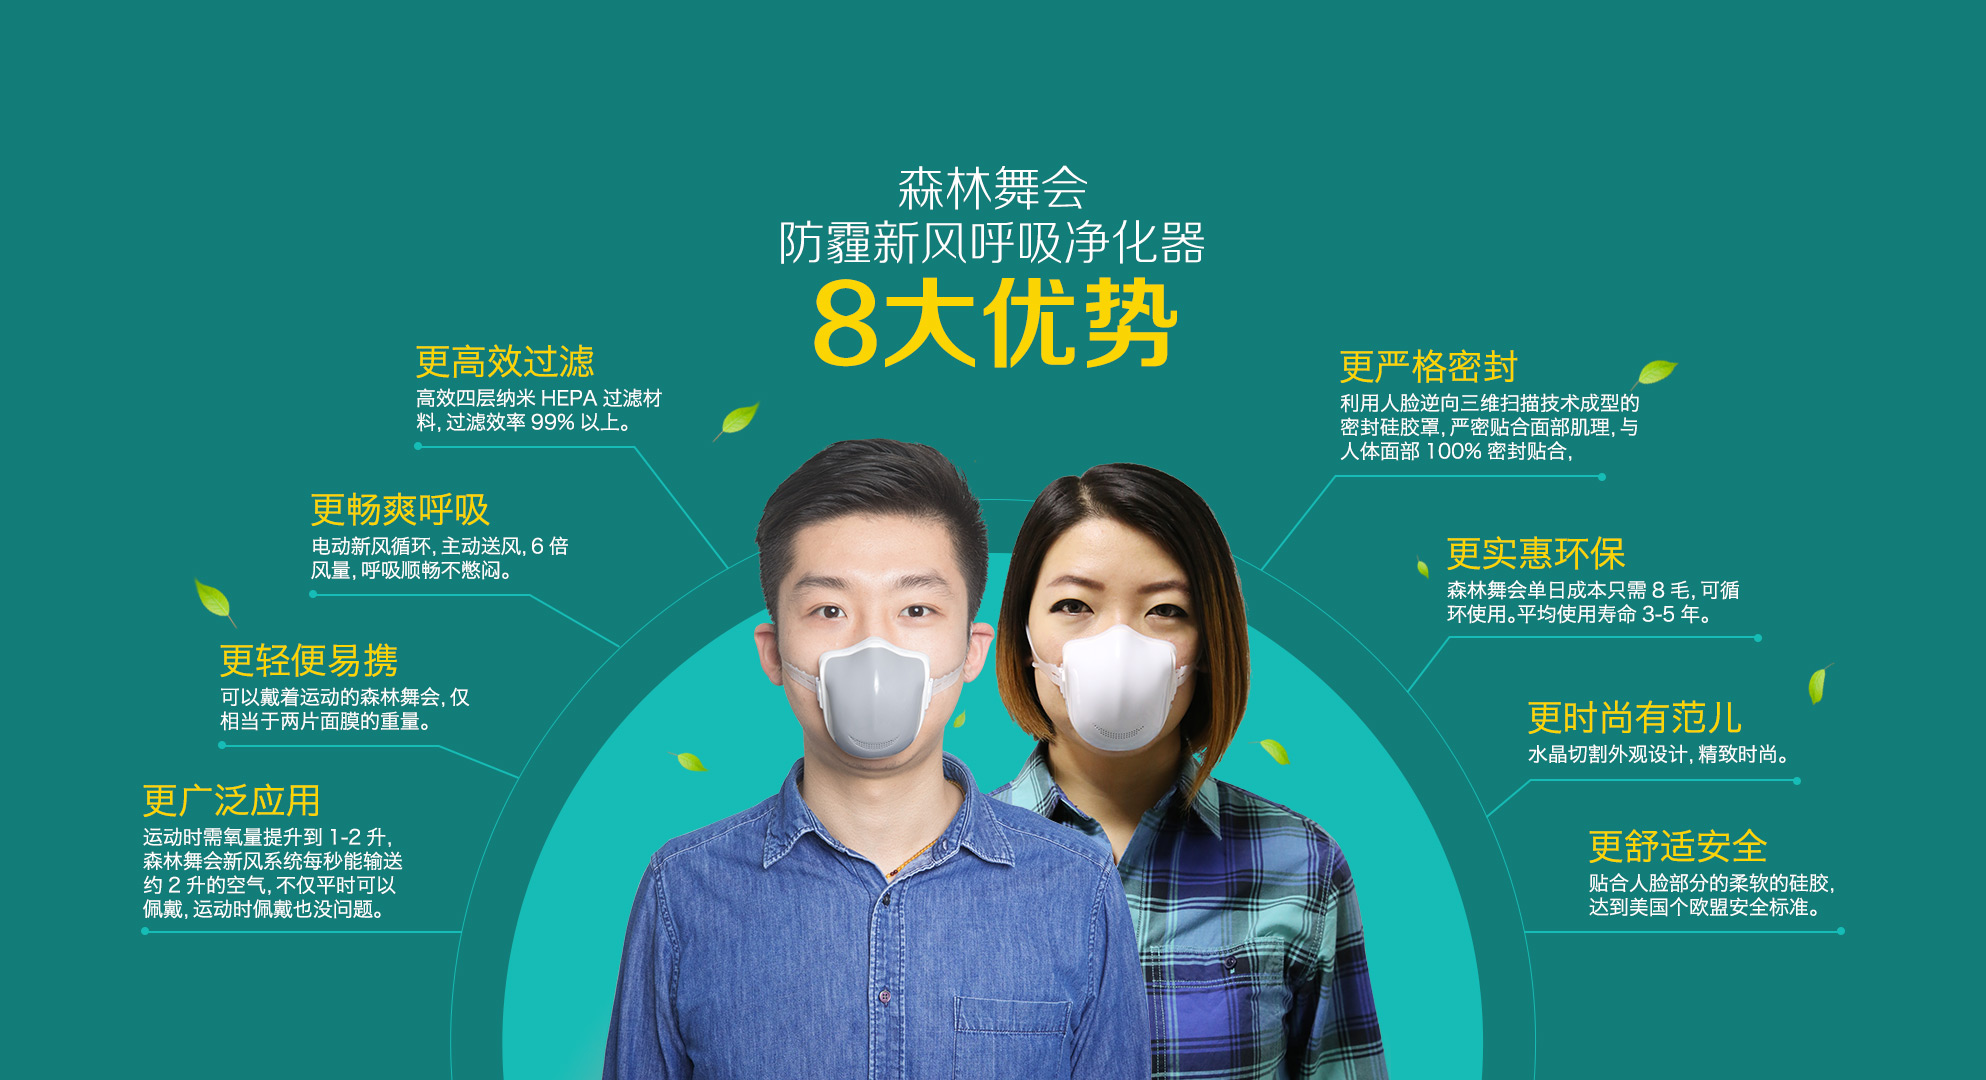 森林舞会
防霾新风呼吸净化器
8大优势
更高效过滤
高效四层纳米 HEPA 过滤材
料, 过滤效率 99% 以上。
更畅爽呼吸
电动新风循环, 主动送风, 6 倍
风量, 呼吸顺畅不憋闷。
更轻便易携
可以戴着运动的森林舞会, 仅
相当于两片面膜的重量。
更广泛应用
运动时需氧量提升到 1-2 升,
森林舞会新风系统每秒能输送
约 2 升的空气, 不仅平时可以
佩戴, 运动时佩戴也没问题。
更严格密封
利用人脸逆向三维扫描技术成型的
密封硅胶罩, 严密贴合面部肌理, 与
人体面部 100% 密封贴合,
更实惠环保
森林舞会单日成本只需 8 毛, 可循
环使用。平均使用寿命 3-5 年。
更时尚有范儿
水晶切割外观设计, 精致时尚。
更舒适安全
贴合人脸部分的柔软的硅胶,
达到美国个欧盟安全标准。